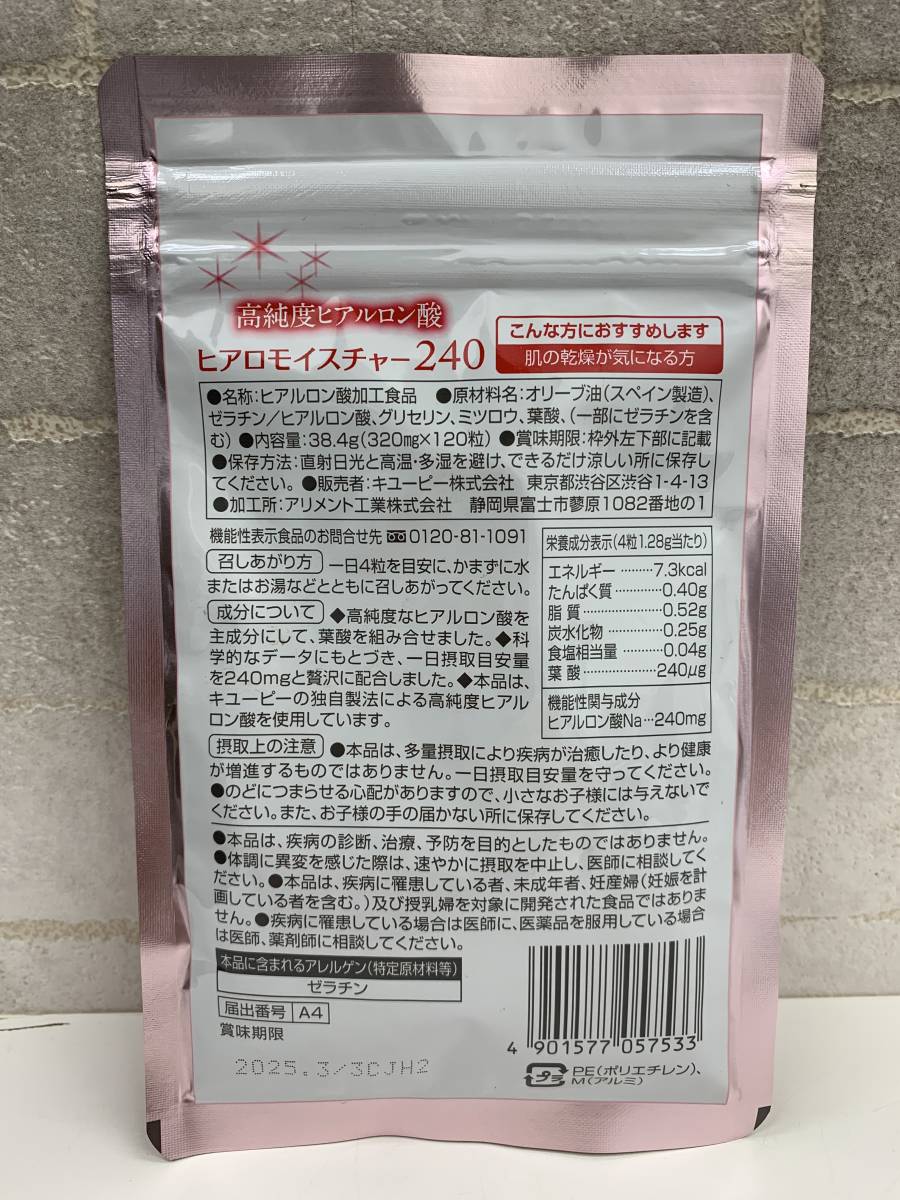 高純度ヒアルロン酸
ヒアロモイスチャー240
こんな方におすすめします
肌の乾燥が気になる方
●名称:ヒアルロン酸加工食品 ●原材料名:オリーブ油(スペイン製造)、
ゼラチン/ヒアルロン酸、グリセリン、ミツロウ、葉酸、(一部にゼラチンを含
む) ●内容量:38.4g(320mg×120粒) ●賞味期限:枠外左下部に記載
●保存方法:直射日光と高温・多湿を避け、できるだけ涼しい所に保存し
てください。●販売者:キユーピー株式会社 東京都渋谷区渋谷1-4-13
●加工所:アリメント工業株式会社 静岡県富士市蓼原1082番地の1
機能性表示食品のお問合せ先 0120-81-1091
召しあがり方 一日4粒を目安に、かまずに水
またはお湯などとともに召しあがってください。
成分について ◆高純度なヒアルロン酸を
主成分にして、葉酸を組み合せました。◆科
学的なデータにもとづき、一日摂取目安量
を240mgと贅沢に配合しました。◆本品は、
キユーピーの独自製法による高純度ヒアル
ロン酸を使用しています。
栄養成分表示(4粒1.28g当たり)
エネルギー………7.3kcal
たんぱく質…………0.40g
脂質…………………0.52g
炭水化物……………0.25g
食塩相当量…………0.04g
葉酸…………………240μg
機能性関与成分
ヒアルロン酸Na…240mg
摂取上の注意 ●本品は、多量摂取により疾病が治癒したり、より健康
が増進するものではありません。一日摂取目安量を守ってください。
●のどにつまらせる心配がありますので、小さなお子様には与えないで
ください。また、お子様の手の届かない所に保存してください。
●本品は、疾病の診断、治療、予防を目的としたものではありません。
●体調に異変を感じた際は、速やかに摂取を中止し、医師に相談してく
ださい。●本品は、疾病に罹患している者、未成年者、妊産婦(妊娠を計
画している者を含む。)及び授乳婦を対象に開発された食品ではありま
せん。●疾病に罹患している場合は医師に、医薬品を服用している場合
は医師、薬剤師に相談してください。
本品に含まれるアレルゲン(特定原材料等)
ゼラチン
届出番号 A4
賞味期限
2025.3/3CJH2
4 901577 057533
プラ PE(ポリエチレン)、
M(アルミ)